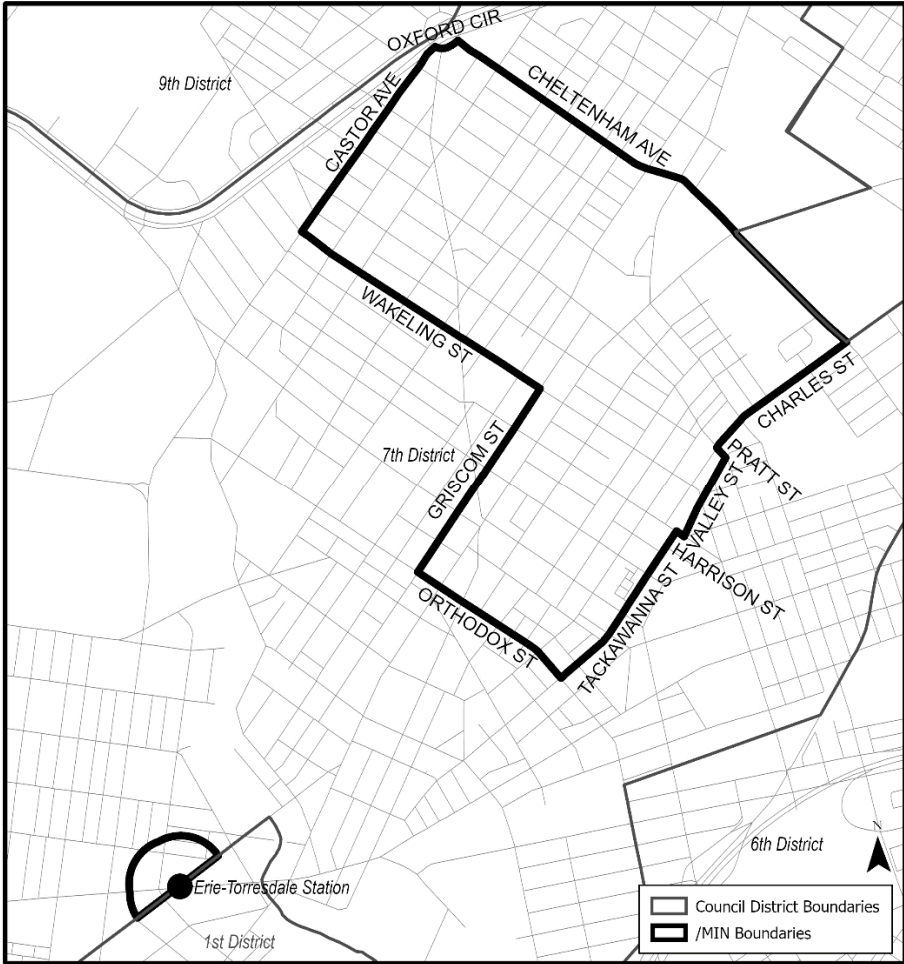 OXFORD CIR
9th District
CHELTENHAM AVE
CASTOR AVE
WAKELING ST
CHARLES ST
7th District
GRISCOM ST
PRATT ST
VALLEY ST
HARRISON ST
ORTHODOX ST
TACKAWANNA ST
N
6th District
Erie-Torresdale Station
1st District
Council District Boundaries
/MIN Boundaries